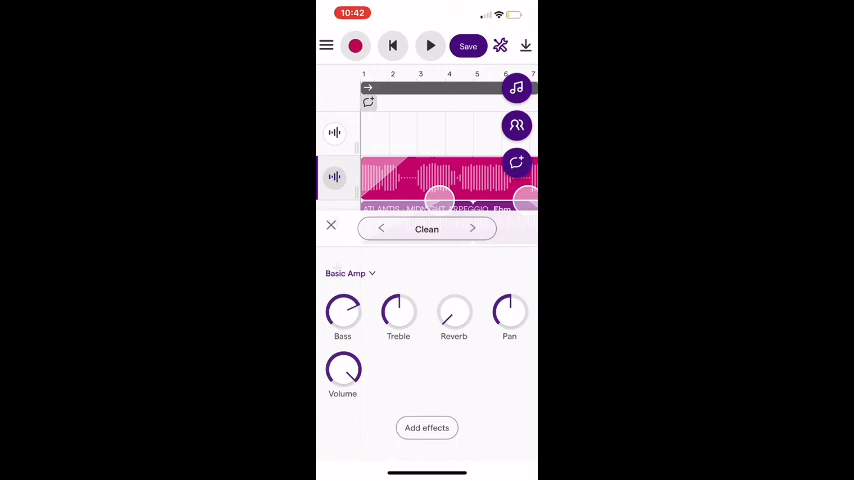 10:42
Save
1 2 3 4 5 6 7
ATLANTIS - MIDNIGHT ARPEGGIO Ebm
Clean
Basic Amp
Bass Treble Reverb Pan
Volume
Add effects